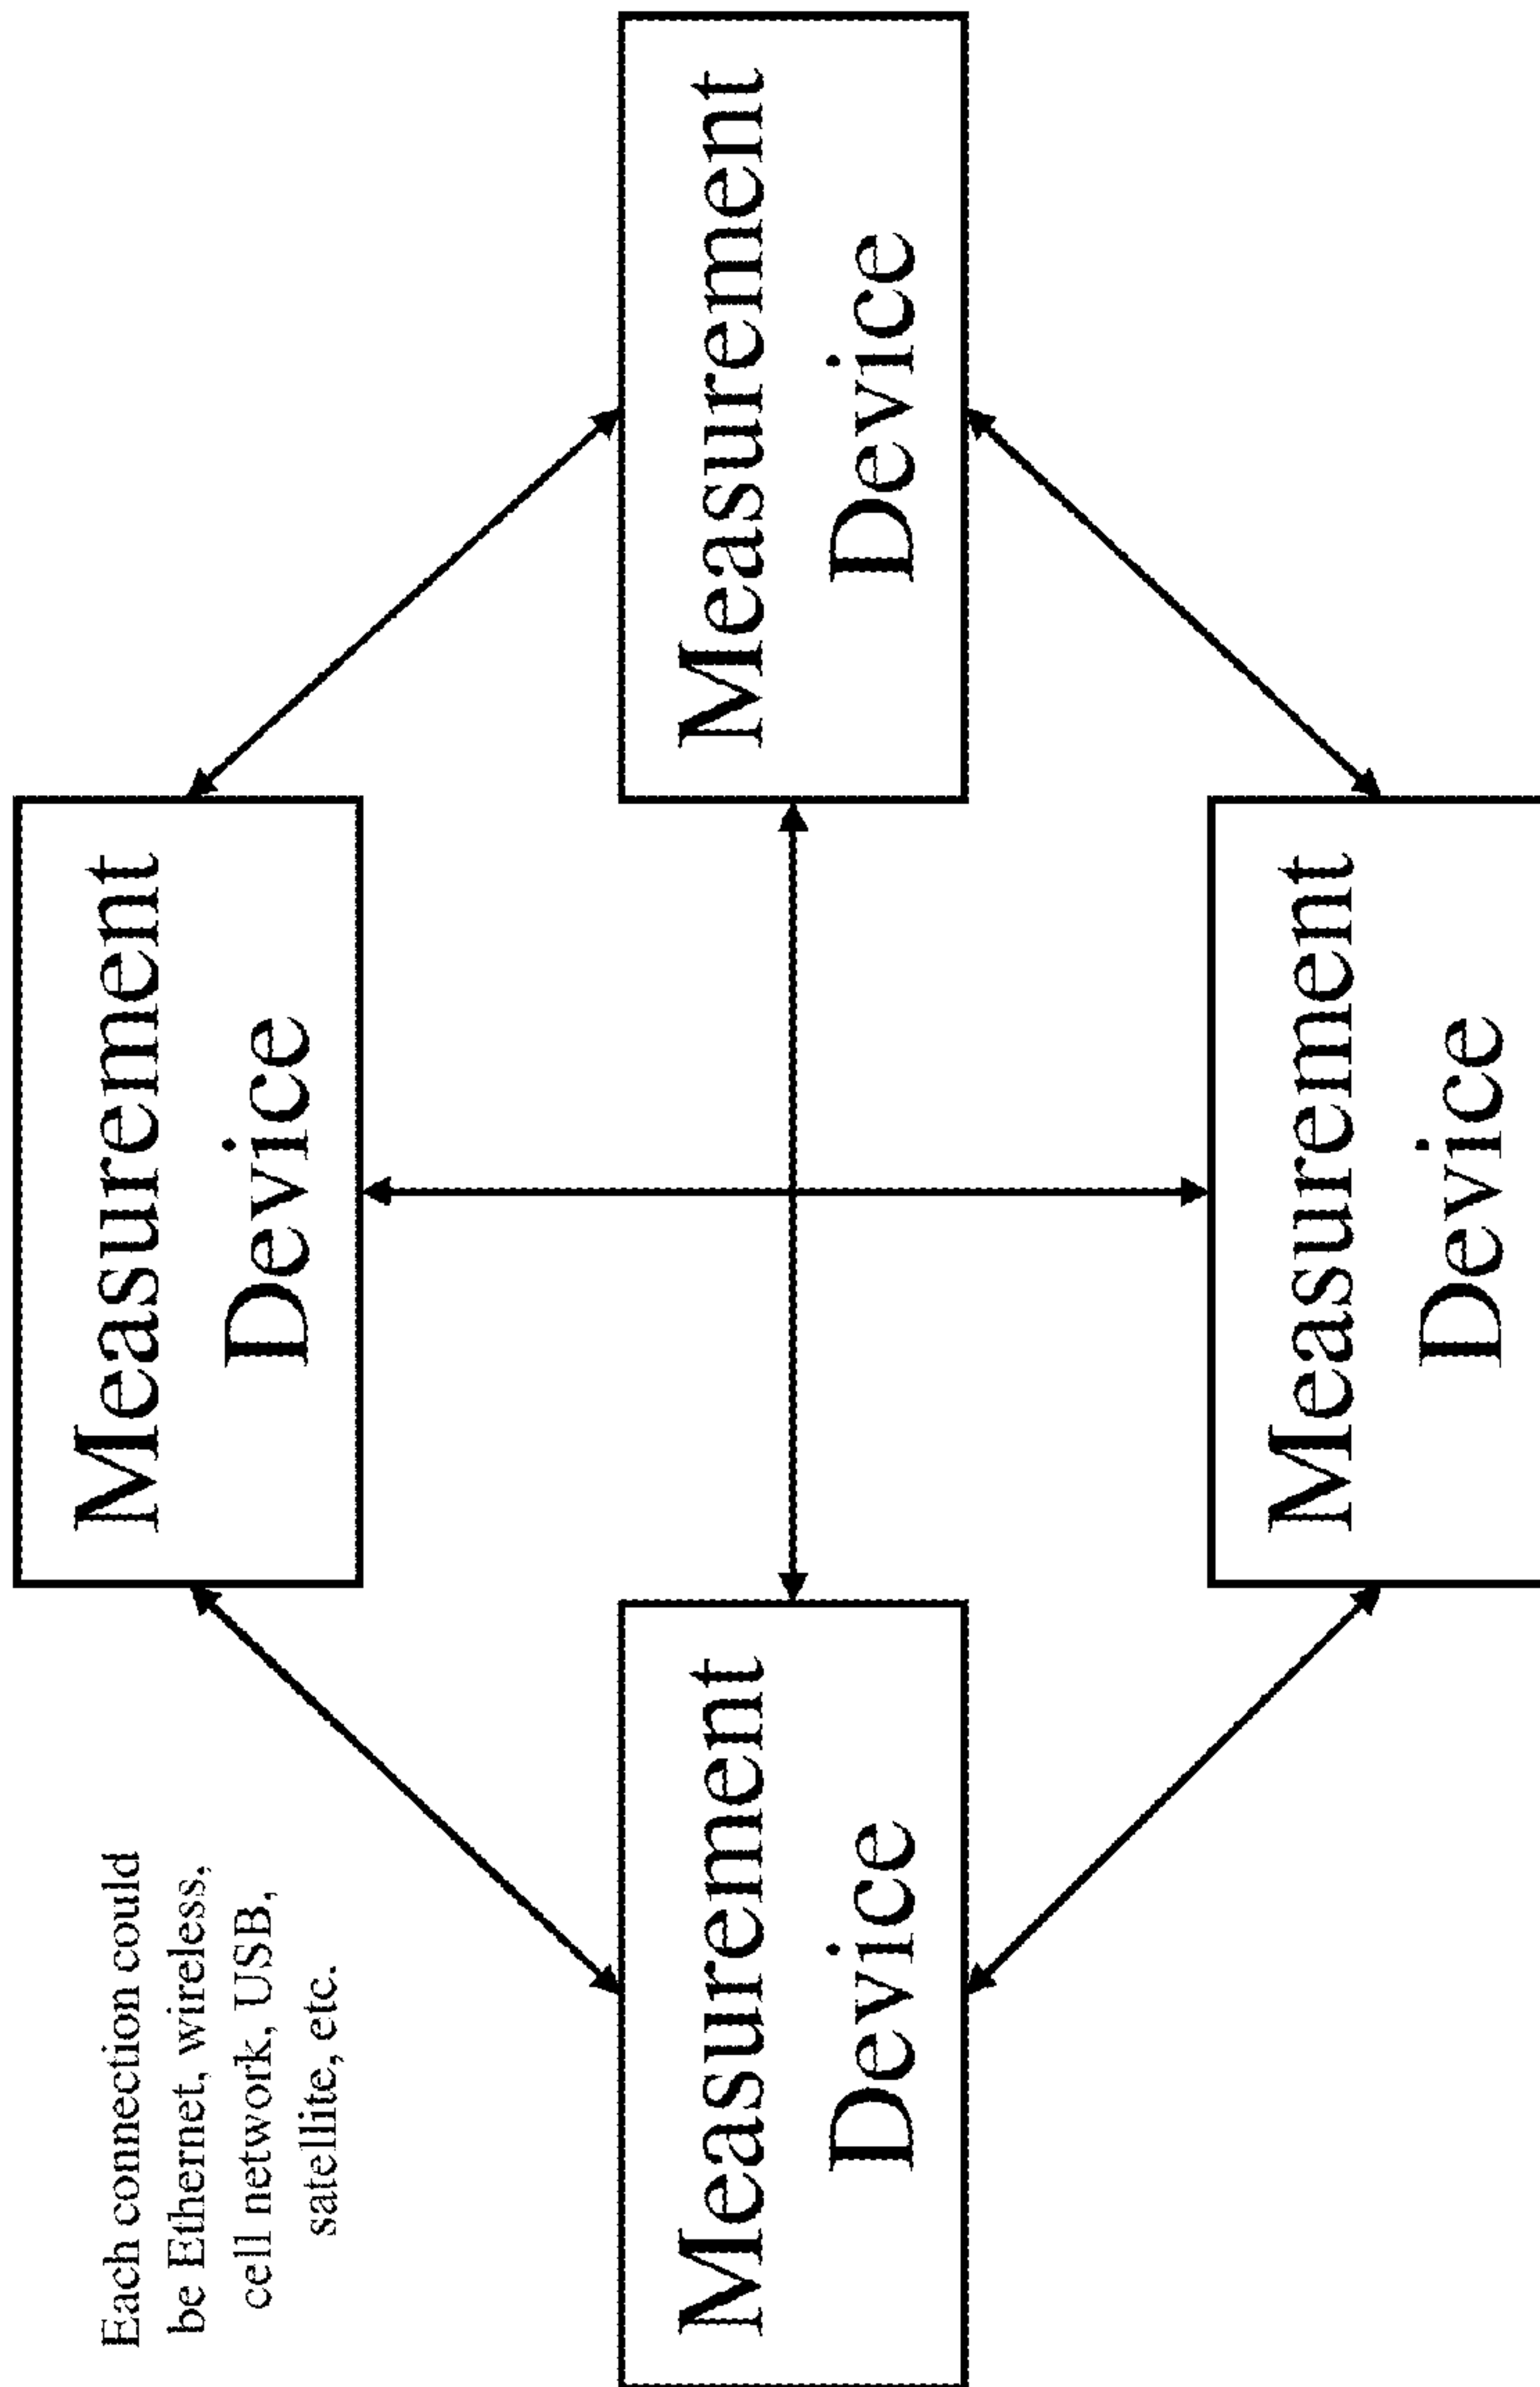 Each connection could
be Ethernet, wireless,
cell network, USB,
satellite, etc.
Measurement
Device
Measurement
Device
Measurement
Device
Measurement
Device